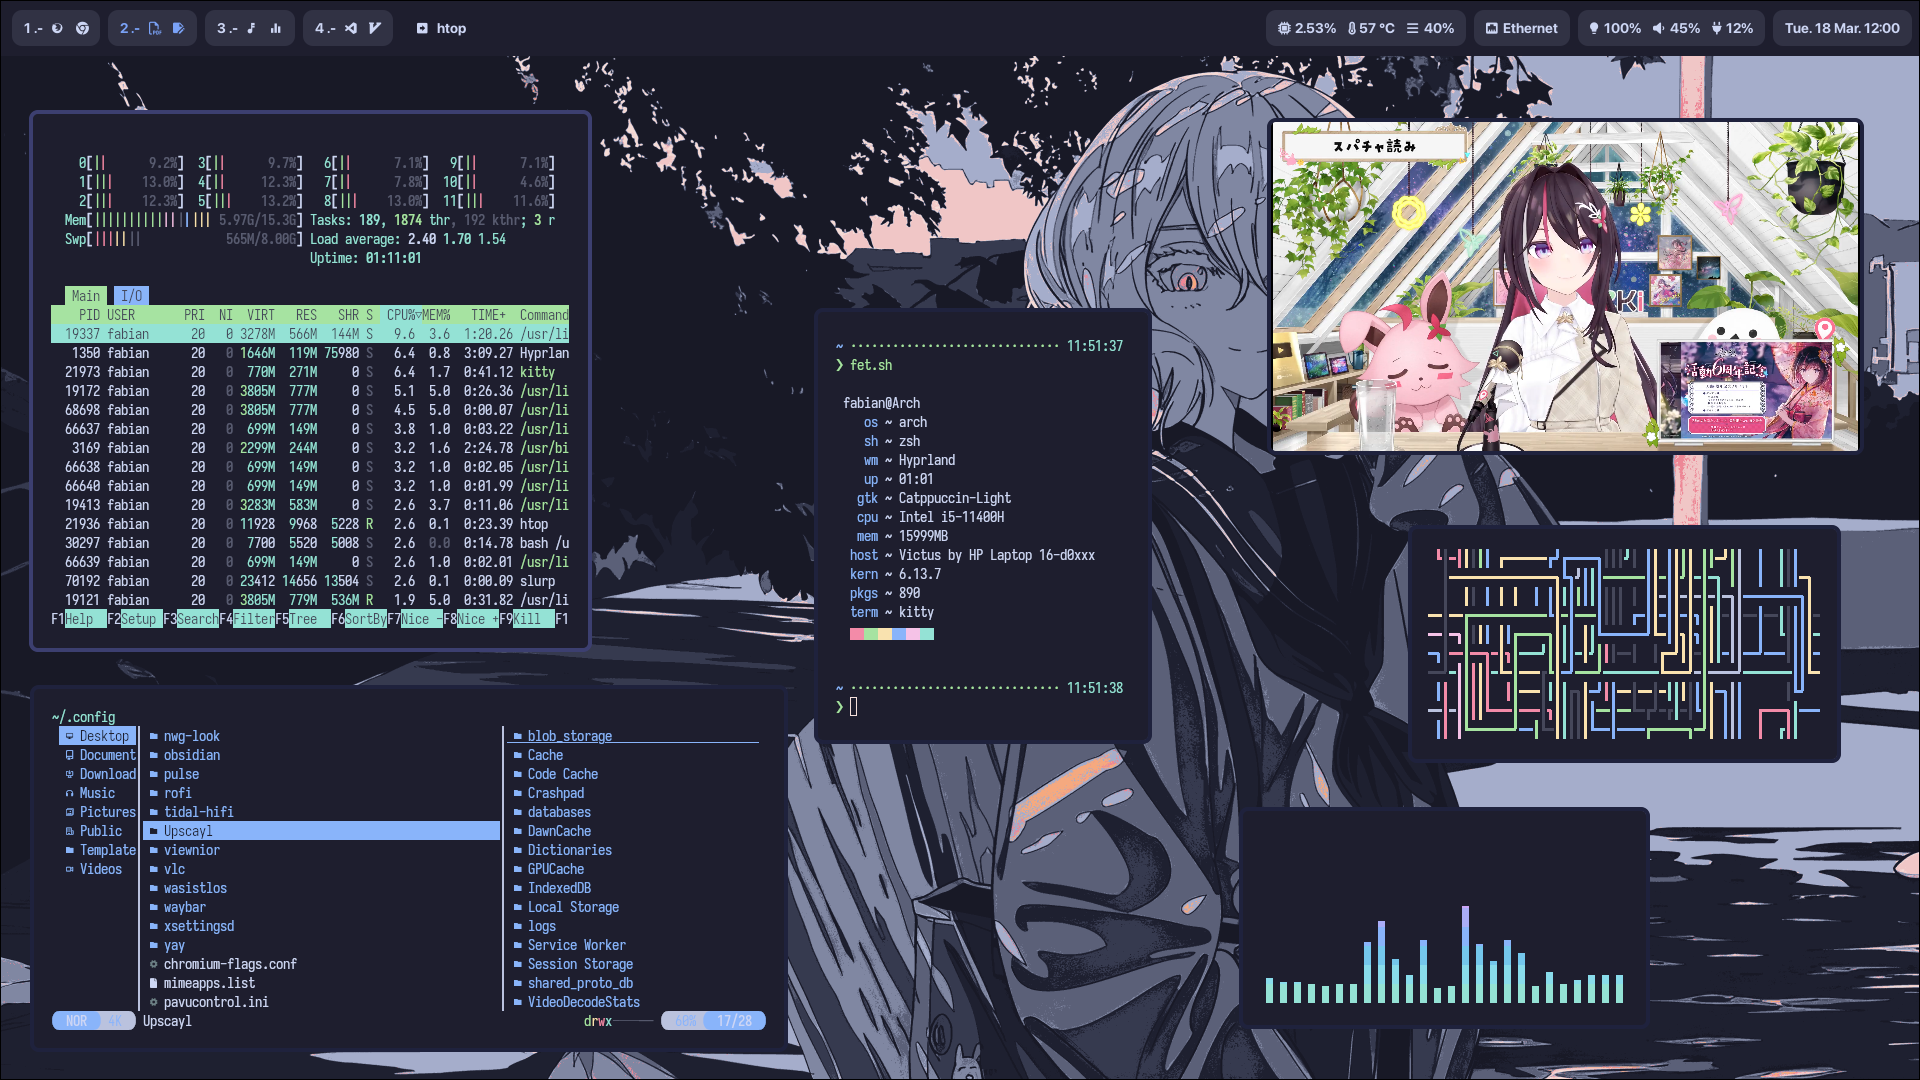 1 .-
2 .-
3 .-
4 .-
htop
2.53% 57 °C 40%
Ethernet
100% 45% 12%
Tue. 18 Mar. 12:00
0[|| 9.2%] 3[|| 9.7%] 6[|| 7.1%] 9[|| 7.1%]
1[||| 13.0%] 4[|| 12.3%] 7[|| 7.8%] 10[|| 4.6%]
2[||| 12.3%] 5[||| 13.2%] 8[||| 13.0%] 11[||| 11.6%]
Mem[||||||||||||||||| 5.97G/15.3G] Tasks: 189, 1874 thr, 192 kthr; 3 r
Swp[||||||| 565M/8.00G] Load average: 2.40 1.70 1.54
Uptime: 01:11:01
Main I/O
PID USER PRI NI VIRT RES SHR S CPU%▽MEM% TIME+ Command
19337 fabian 20 0 3278M 566M 144M S 9.6 3.6 1:20.26 /usr/li
1350 fabian 20 0 1646M 119M 75980 S 6.4 0.8 3:09.27 Hyprlan
21973 fabian 20 0 770M 271M 0 S 6.4 1.7 0:41.12 kitty
19172 fabian 20 0 3805M 777M 0 S 5.1 5.0 0:26.36 /usr/li
68698 fabian 20 0 3805M 777M 0 S 4.5 5.0 0:00.07 /usr/li
66637 fabian 20 0 699M 149M 0 S 3.8 1.0 0:03.22 /usr/li
3169 fabian 20 0 2299M 244M 0 S 3.2 1.6 2:24.78 /usr/bi
66638 fabian 20 0 699M 149M 0 S 3.2 1.0 0:02.05 /usr/li
66640 fabian 20 0 699M 149M 0 S 3.2 1.0 0:01.99 /usr/li
19413 fabian 20 0 3283M 583M 0 S 2.6 3.7 0:11.06 /usr/li
21936 fabian 20 0 11928 9968 5228 R 2.6 0.1 0:23.39 htop
30297 fabian 20 0 7700 5520 5008 S 2.6 0.0 0:14.78 bash /u
66639 fabian 20 0 699M 149M 0 S 2.6 1.0 0:02.01 /usr/li
70192 fabian 20 0 23412 14656 13504 S 2.6 0.1 0:00.09 slurp
19121 fabian 20 0 3805M 779M 536M R 1.9 5.0 0:31.82 /usr/li
F1Help F2Setup F3SearchF4FilterF5Tree F6SortByF7Nice -F8Nice +F9Kill F1
~ ······························ 11:51:37
❯ fet.sh
fabian@Arch
os ~ arch
sh ~ zsh
wm ~ Hyprland
up ~ 01:01
gtk ~ Catppuccin-Light
cpu ~ Intel i5-11400H
mem ~ 15999MB
host ~ Victus by HP Laptop 16-d0xxx
kern ~ 6.13.7
pkgs ~ 890
term ~ kitty
~ ······························ 11:51:38
❯
スパチャ読み
活動6周年記念
~/.config
Desktop nwg-look blob_storage
Document obsidian Cache
Download pulse Code Cache
Music rofi Crashpad
Pictures tidal-hifi databases
Public Upscayl DawnCache
Template viewnior Dictionaries
Videos vlc GPUCache
wasistlos IndexedDB
waybar Local Storage
xsettingsd logs
yay Service Worker
chromium-flags.conf Session Storage
mimeapps.list shared_proto_db
pavucontrol.ini VideoDecodeStats
NOR 4K Upscayl drwx------ 60% 17/28